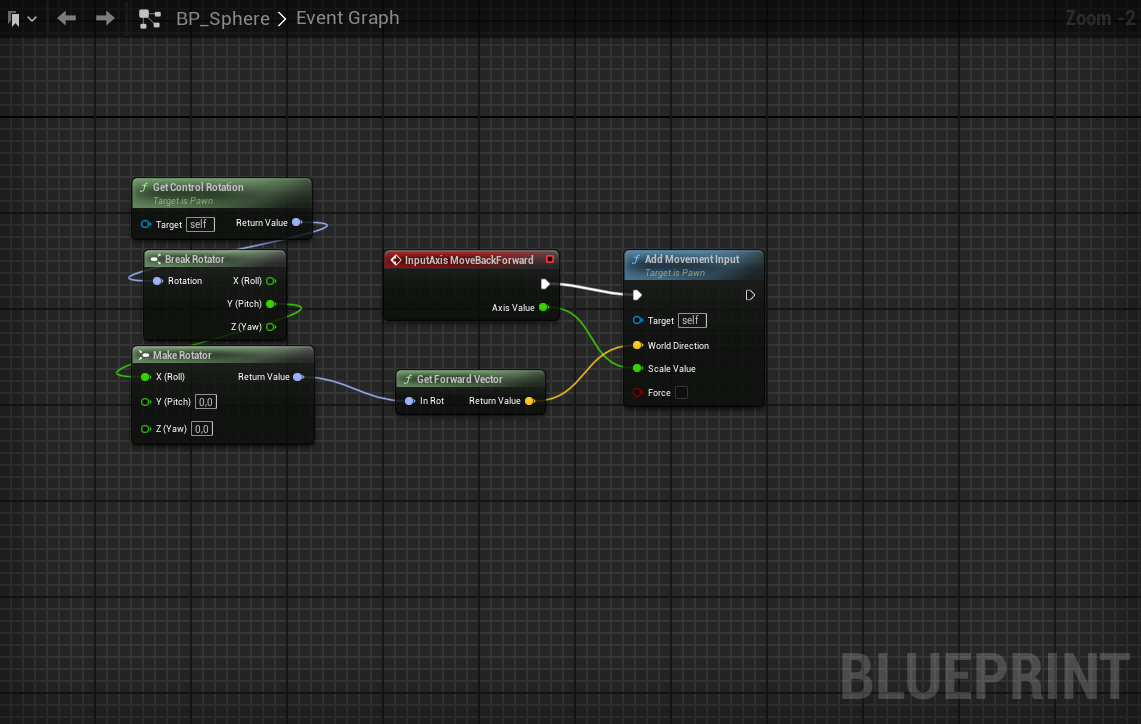 BP_Sphere > Event Graph
Zoom -2
Get Control Rotation
Target is Pawn
Target self Return Value
Break Rotator
Rotation X (Roll)
Y (Pitch)
Z (Yaw)
Make Rotator
X (Roll) Return Value
Y (Pitch) 0,0
Z (Yaw) 0,0
InputAxis MoveBackForward
Axis Value
Get Forward Vector
In Rot Return Value
Add Movement Input
Target is Pawn
Target self
World Direction
Scale Value
Force
BLUEPRINT